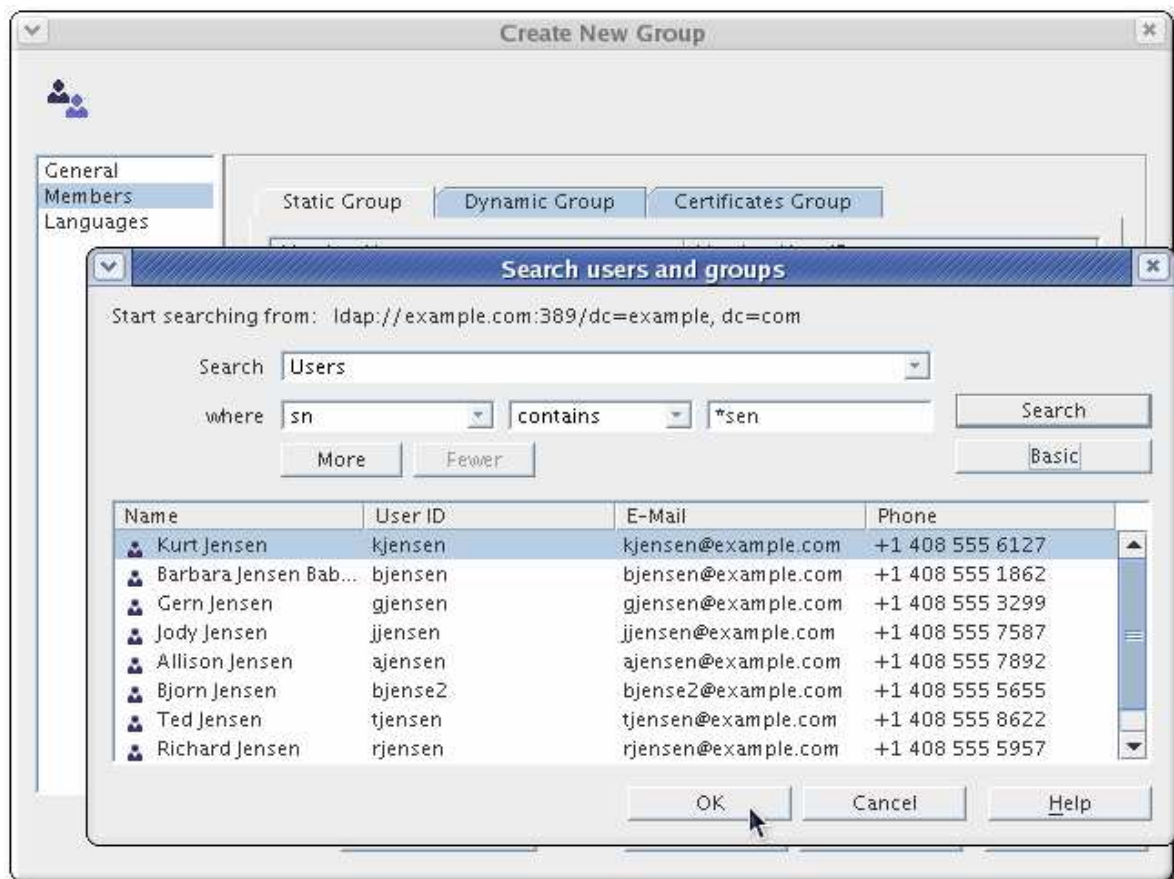 Create New Group
General
Members
Languages
Static Group Dynamic Group Certificates Group
Search users and groups
Start searching from: ldap://example.com:389/dc=example, dc=com
Search Users
where sn contains *sen Search
More Fewer Basic
Name User ID E-Mail Phone
Kurt Jensen kjensen kjensen@example.com +1 408 555 6127
Barbara Jensen Bab... bjensen bjensen@example.com +1 408 555 1862
Gern Jensen gjensen gjensen@example.com +1 408 555 3299
Jody Jensen jjensen jjensen@example.com +1 408 555 7587
Allison Jensen ajensen ajensen@example.com +1 408 555 7892
Bjorn Jensen bjense2 bjense2@example.com +1 408 555 5655
Ted Jensen tjensen tjensen@example.com +1 408 555 8622
Richard Jensen rjensen rjensen@example.com +1 408 555 5957
OK Cancel Help